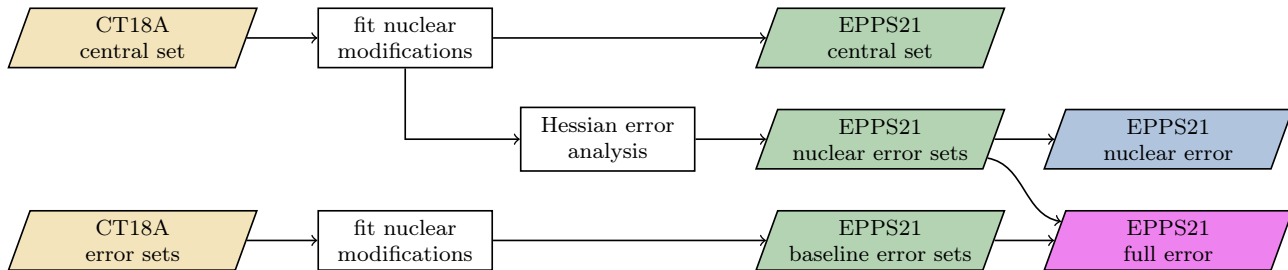 CT18A
central set
fit nuclear
modifications
EPPS21
central set
Hessian error
analysis
EPPS21
nuclear error sets
EPPS21
nuclear error
CT18A
error sets
fit nuclear
modifications
EPPS21
baseline error sets
EPPS21
full error